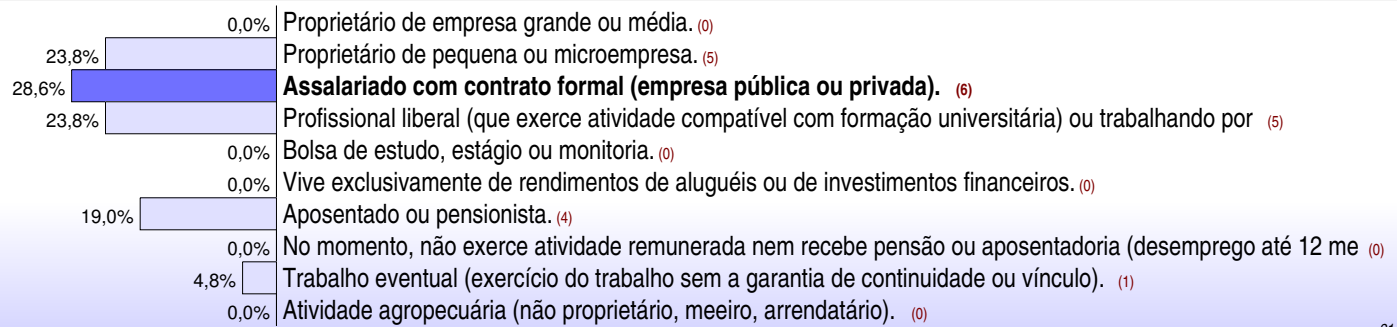 0,0% Proprietário de empresa grande ou média. (0)
23,8% Proprietário de pequena ou microempresa. (5)
28,6% Assalariado com contrato formal (empresa pública ou privada). (6)
23,8% Profissional liberal (que exerce atividade compatível com formação universitária) ou trabalhando por (5)
0,0% Bolsa de estudo, estágio ou monitoria. (0)
0,0% Vive exclusivamente de rendimentos de aluguéis ou de investimentos financeiros. (0)
19,0% Aposentado ou pensionista. (4)
0,0% No momento, não exerce atividade remunerada nem recebe pensão ou aposentadoria (desemprego até 12 me (0)
4,8% Trabalho eventual (exercício do trabalho sem a garantia de continuidade ou vínculo). (1)
0,0% Atividade agropecuária (não proprietário, meeiro, arrendatário). (0)